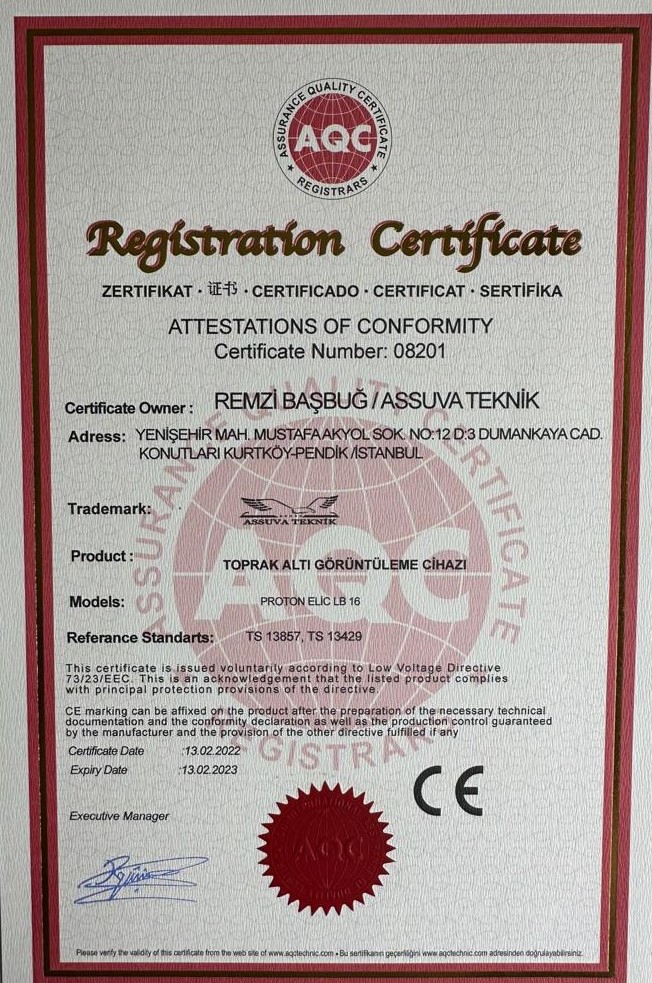 ASSURANCE QUALITY CERTIFICATE
AQC
REGISTRARS
Registration Certificate
ZERTIFIKAT · 证书 · CERTIFICADO · CERTIFICAT · SERTİFİKA
ATTESTATIONS OF CONFORMITY
Certificate Number: 08201
Certificate Owner : REMZİ BAŞBUĞ / ASSUVA TEKNİK
Adress: YENİŞEHİR MAH. MUSTAFA AKYOL SOK. NO:12 D:3 DUMANKAYA CAD.
KONUTLARI KURTKÖY-PENDİK /İSTANBUL
Trademark:
ASSUVA TEKNİK
Product : TOPRAK ALTI GÖRÜNTÜLEME CİHAZI
Models: PROTON ELIC LB 16
Referance Standarts: TS 13857, TS 13429
This certificate is issued voluntarily according to Low Voltage Directive
73/23/EEC. This is an acknowledgement that the listed product complies
with principal protection provisions of the directive.
CE marking can be affixed on the product after the preparation of the necessary technical
documentation and the conformity declaration as well as the production control guaranteed
by the manufacturer and the provision of the other directive fulfilled if any
Certificate Date :13.02.2022
Expiry Date :13.02.2023
CE
Executive Manager
AQC
Please verify the validity of this certificate from the web site of www.aqctechnic.com • Bu sertifikanın geçerliliğini www.aqctechnic.com adresinden doğrulayabilirsiniz.
ASSURANCE QUALITY CERTIFICATE
AQC
REGISTRARS